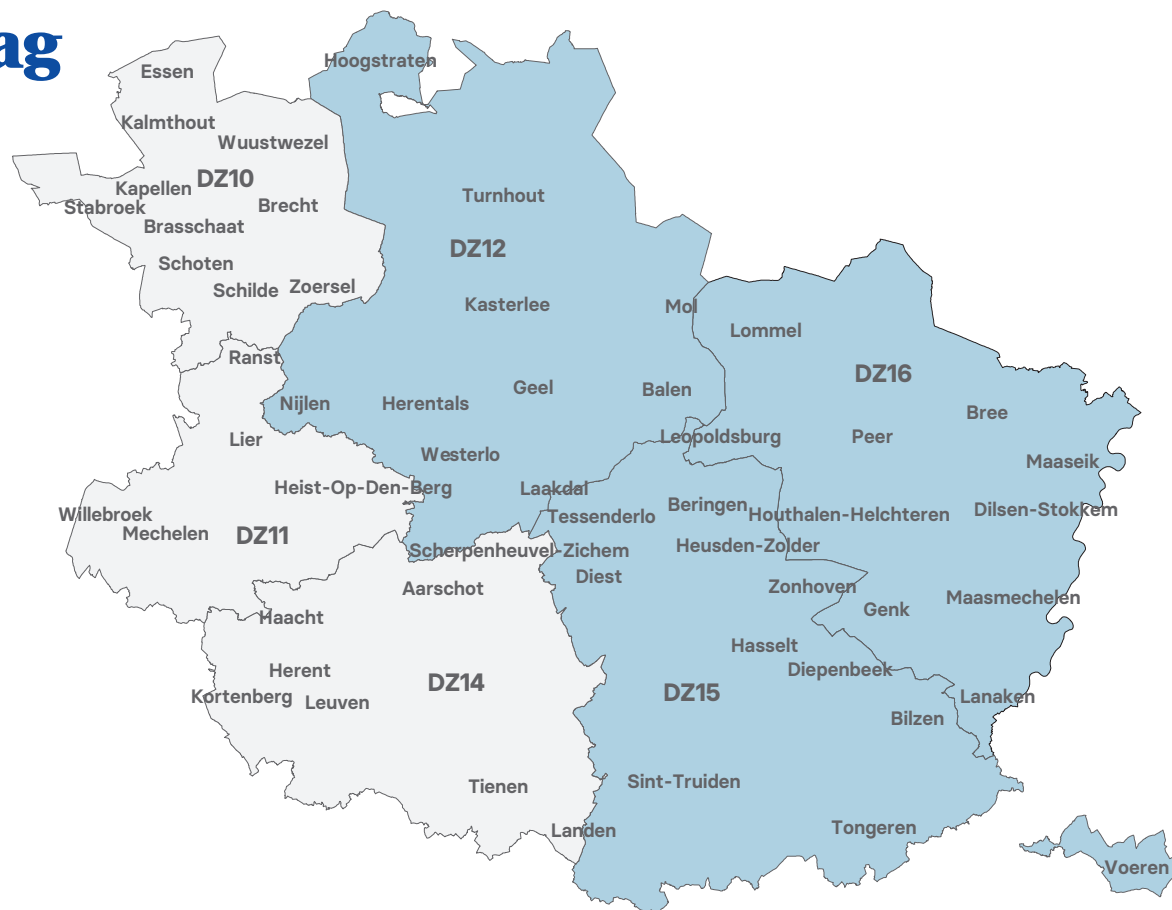 ag
Hoogstraten
Essen
Kalmthout
Wuustwezel
DZ10
Kapellen
Turnhout
Stabroek
Brecht
Brasschaat
DZ12
Schoten
Schilde
Zoersel
Kasterlee
Mol
Lommel
Ranst
DZ16
Geel
Balen
Nijlen
Herentals
Bree
Lier
Leopoldsburg
Peer
Westerlo
Maaseik
Heist-Op-Den-Berg
Laakdal
Beringen
Dilsen-Stokkem
Willebroek
Tessenderlo
Houthalen-Helchteren
Mechelen
DZ11
Heusden-Zolder
Scherpenheuvel-Zichem
Diest
Aarschot
Zonhoven
Maasmechelen
Genk
Haacht
Hasselt
Herent
Diepenbeek
DZ14
DZ15
Kortenberg
Leuven
Lanaken
Bilzen
Sint-Truiden
Tienen
Landen
Tongeren
Voeren